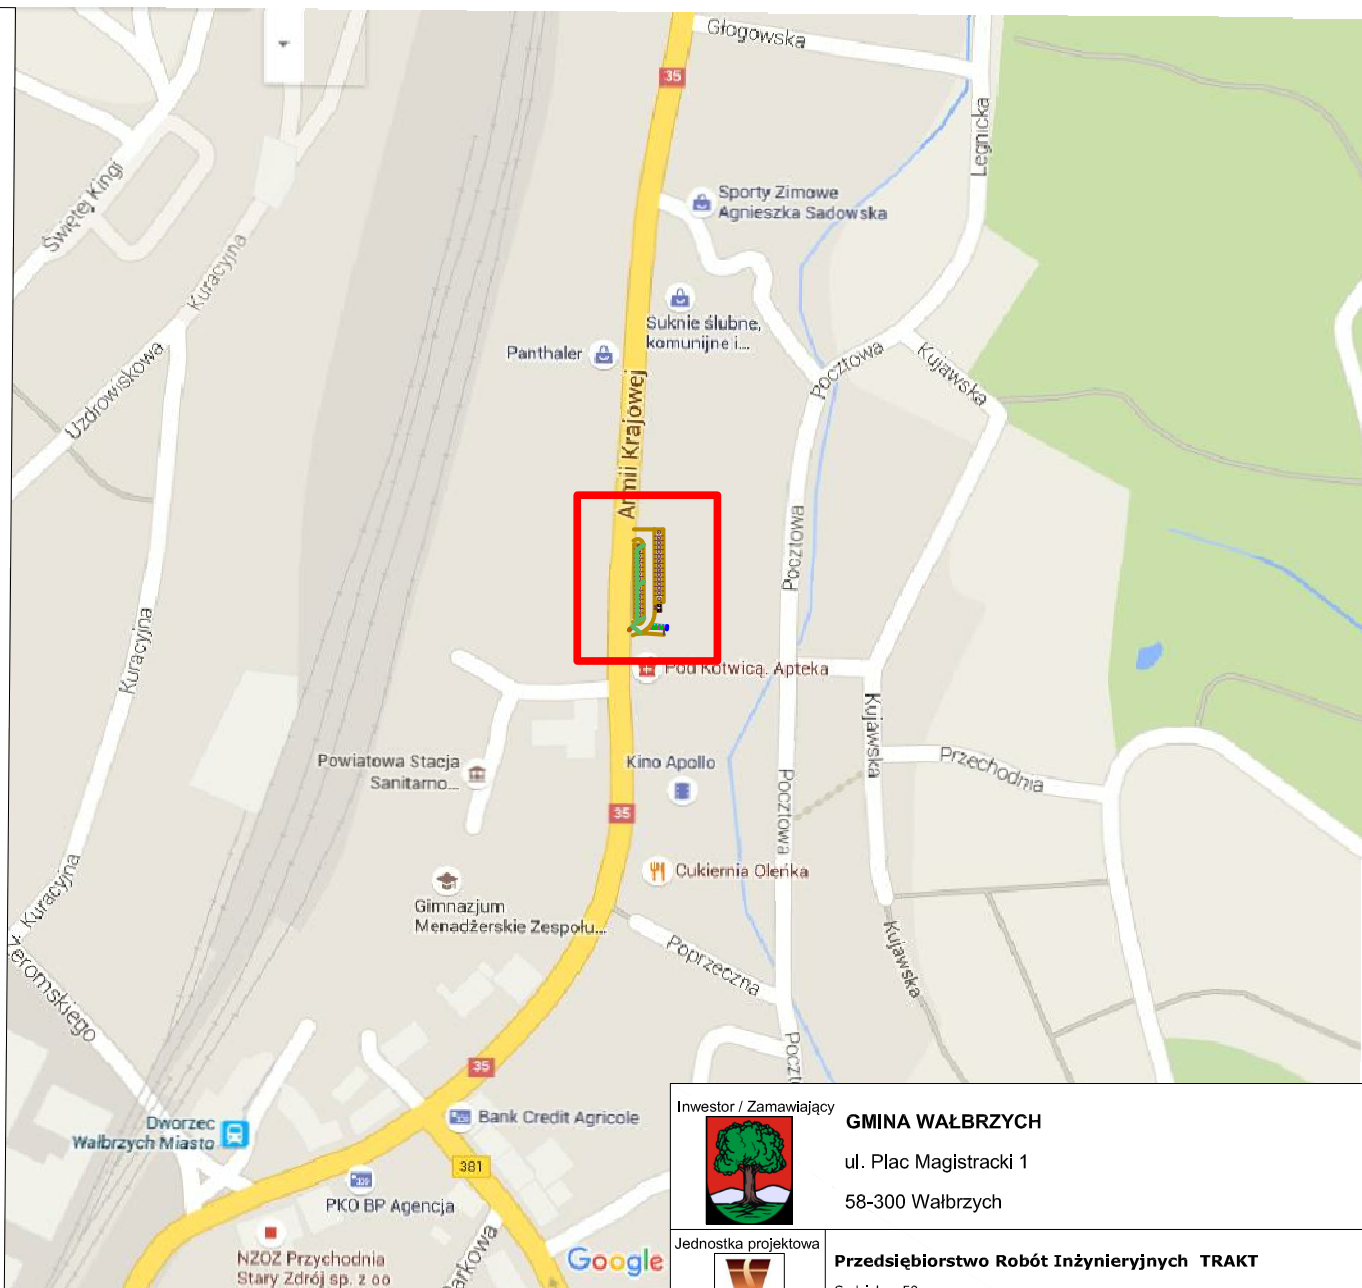 Głogowska
35
Legnicka
Świętej Kingi
Sporty Zimowe
Agnieszka Sadowska
Kuracyjna
Suknie ślubne,
komunijne i...
Panthaler
Uzdrowiskowa
Pocztowa
Kujawska
Armii Krajowej
Pocztowa
Kuracyjna
Pod Kotwicą. Apteka
Kujawska
Powiatowa Stacja
Sanitarno...
Kino Apollo
Przechodnia
Pocztowa
35
Cukiernia Oleńka
Kuracyjna
Gimnazjum
Menadżerskie Zespołu...
Kujawska
Poprzeczna
Żeromskiego
Poczt
35
Bank Credit Agricole
Dworzec
Wałbrzych Miasto
381
PKO BP Agencja
NZOZ Przychodnia
Stary Zdrój sp. z oo
arkowa
Google
Inwestor / Zamawiający
GMINA WAŁBRZYCH
ul. Plac Magistracki 1
58-300 Wałbrzych
Jednostka projektowa
Przedsiębiorstwo Robót Inżynieryjnych TRAKT